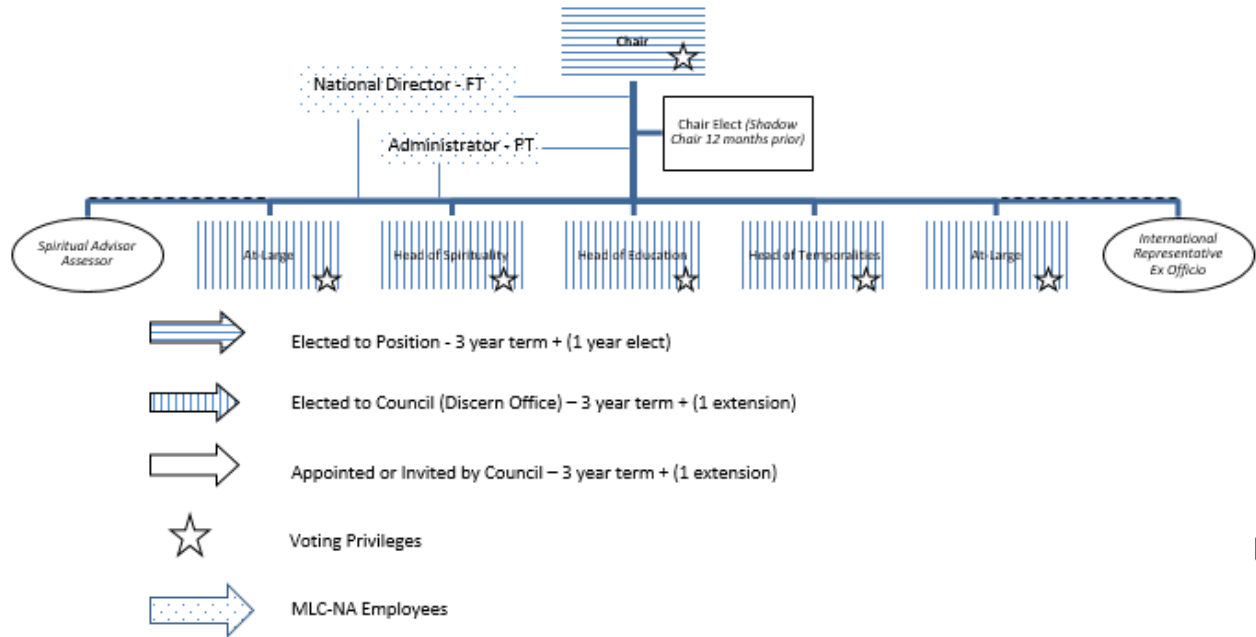 Chair
National Director - FT
Chair Elect (Shadow
Chair 12 months prior)
Administrator - PT
Spiritual Advisor
Assessor
At-Large
Head of Spirituality
Head of Education
Head of Temporalities
At-Large
International
Representative
Ex Officio
Elected to Position - 3 year term + (1 year elect)
Elected to Council (Discern Office) – 3 year term + (1 extension)
Appointed or Invited by Council – 3 year term + (1 extension)
Voting Privileges
MLC-NA Employees